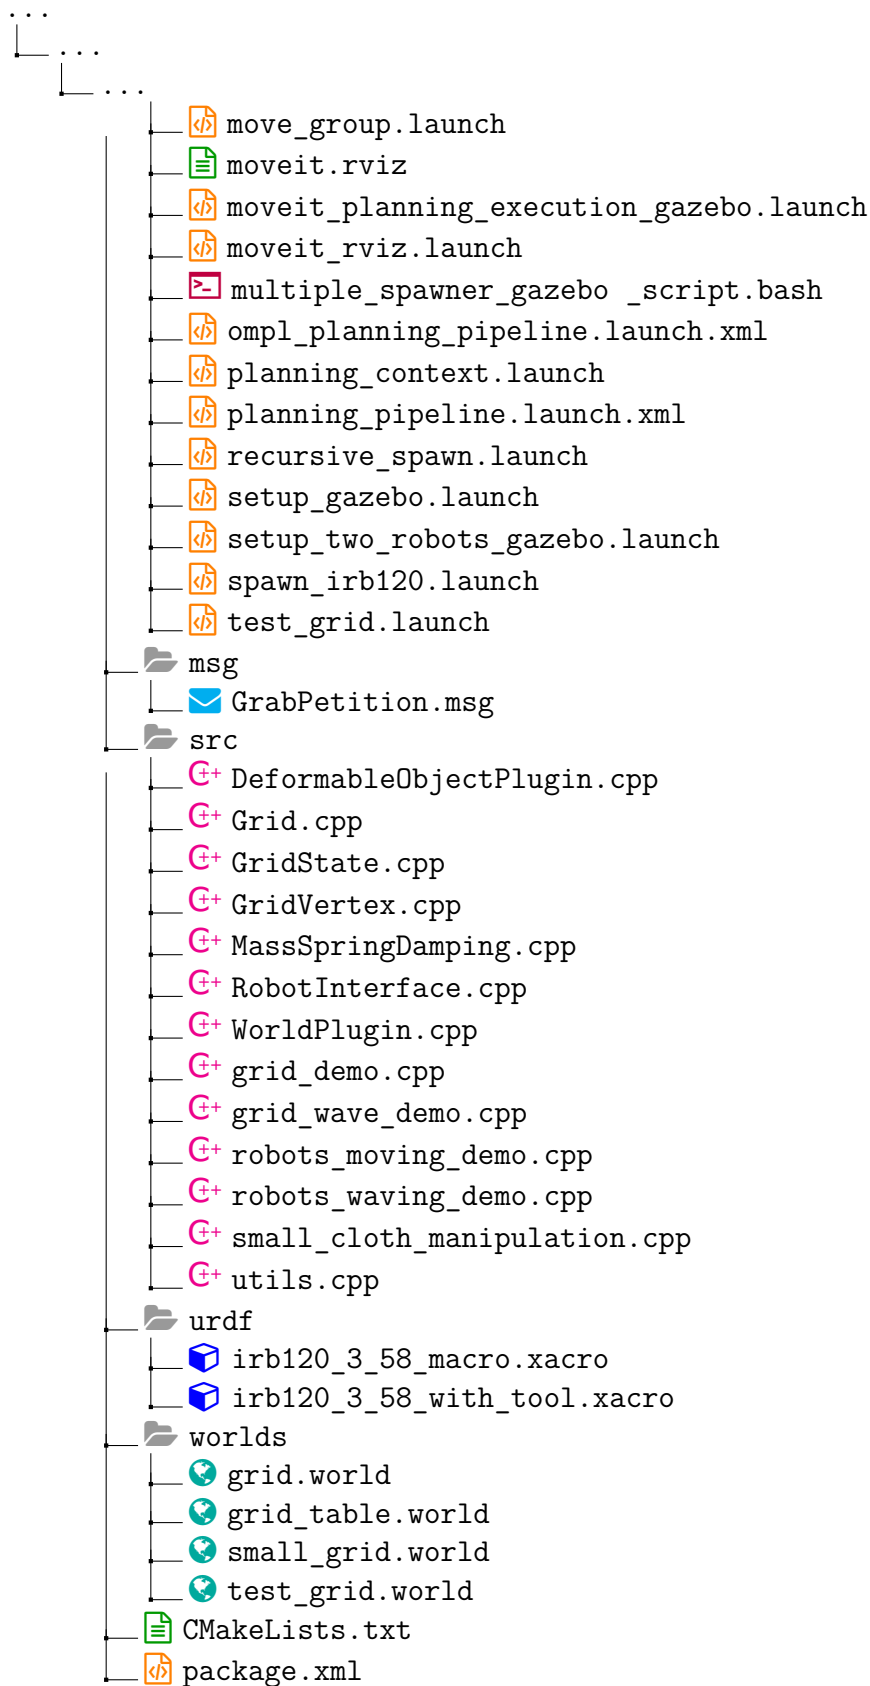 ...
...
...
move_group.launch
moveit.rviz
moveit_planning_execution_gazebo.launch
moveit_rviz.launch
multiple_spawner_gazebo _script.bash
ompl_planning_pipeline.launch.xml
planning_context.launch
planning_pipeline.launch.xml
recursive_spawn.launch
setup_gazebo.launch
setup_two_robots_gazebo.launch
spawn_irb120.launch
test_grid.launch
msg
GrabPetition.msg
src
C++ DeformableObjectPlugin.cpp
C++ Grid.cpp
C++ GridState.cpp
C++ GridVertex.cpp
C++ MassSpringDamping.cpp
C++ RobotInterface.cpp
C++ WorldPlugin.cpp
C++ grid_demo.cpp
C++ grid_wave_demo.cpp
C++ robots_moving_demo.cpp
C++ robots_waving_demo.cpp
C++ small_cloth_manipulation.cpp
C++ utils.cpp
urdf
irb120_3_58_macro.xacro
irb120_3_58_with_tool.xacro
worlds
grid.world
grid_table.world
small_grid.world
test_grid.world
CMakeLists.txt
package.xml